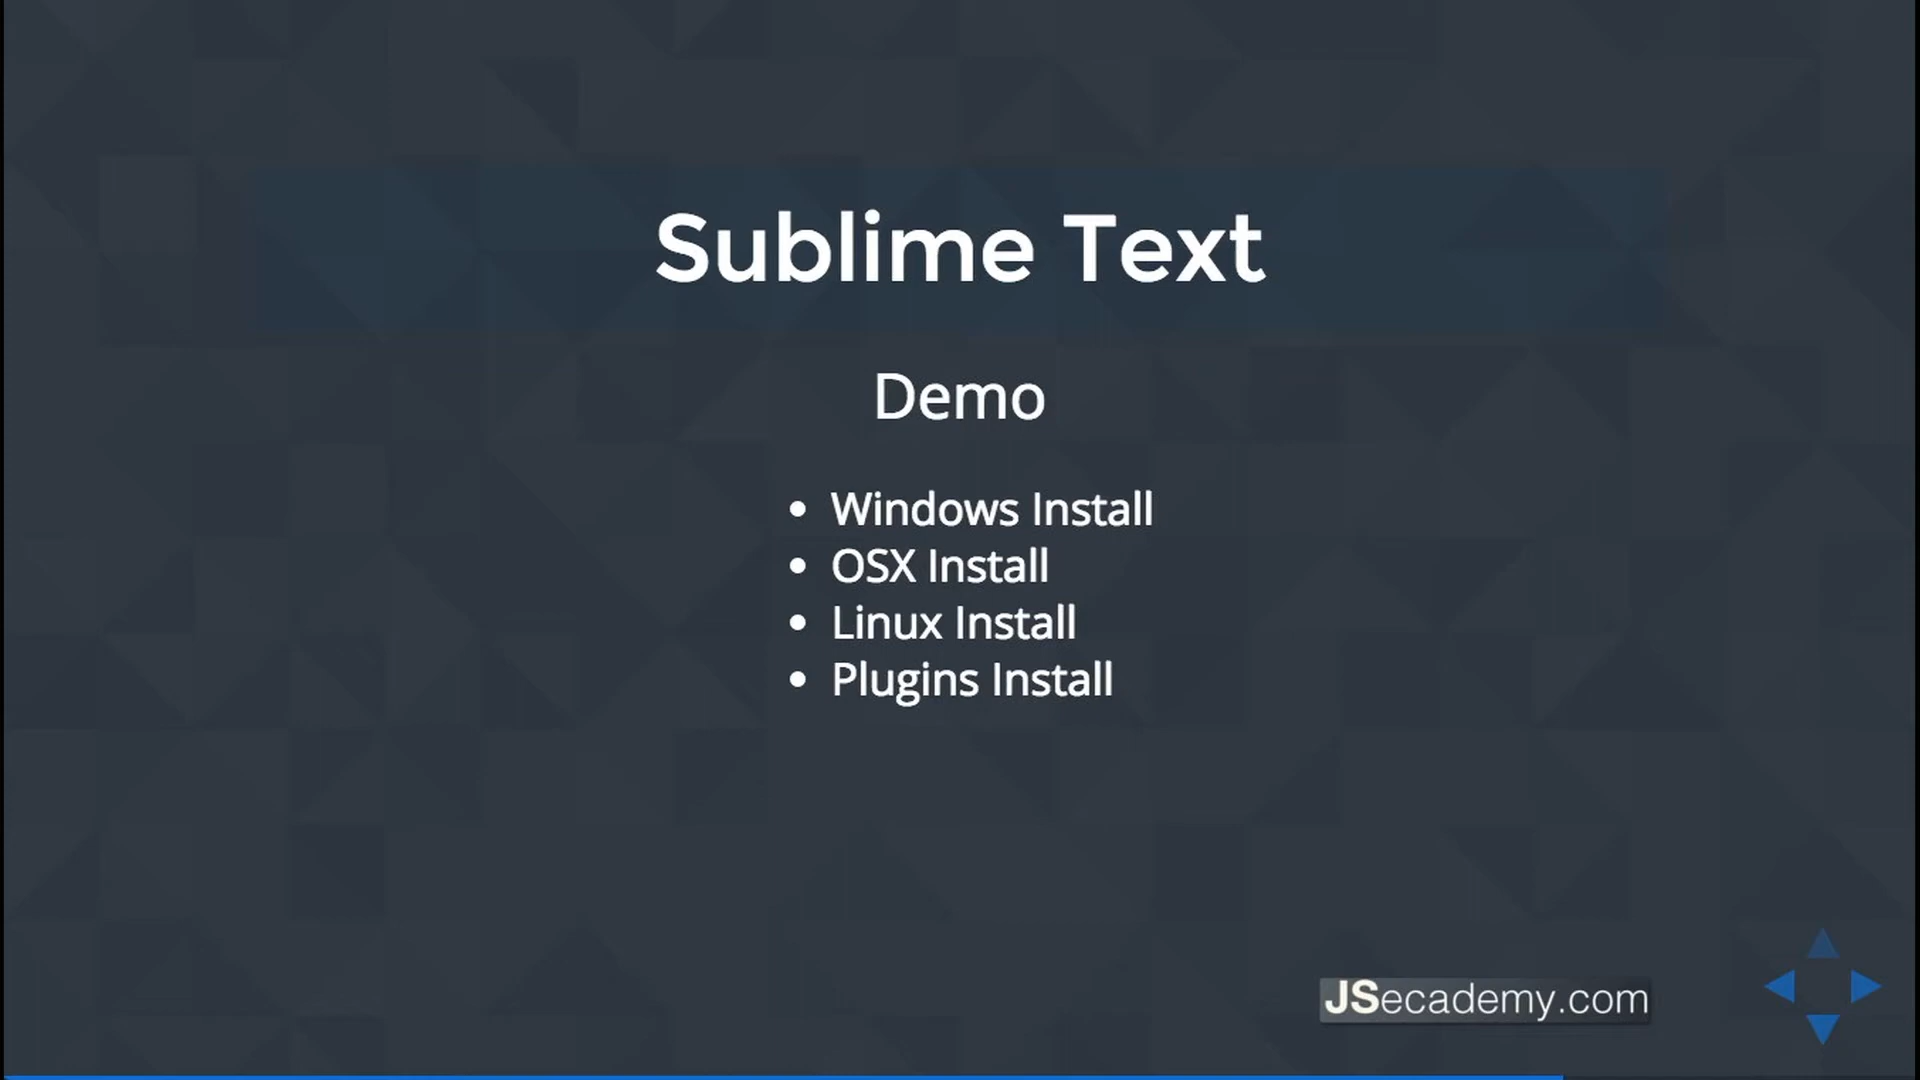 Sublime Text
Demo
• Windows Install
• OSX Install
• Linux Install
• Plugins Install
JSecademy.com